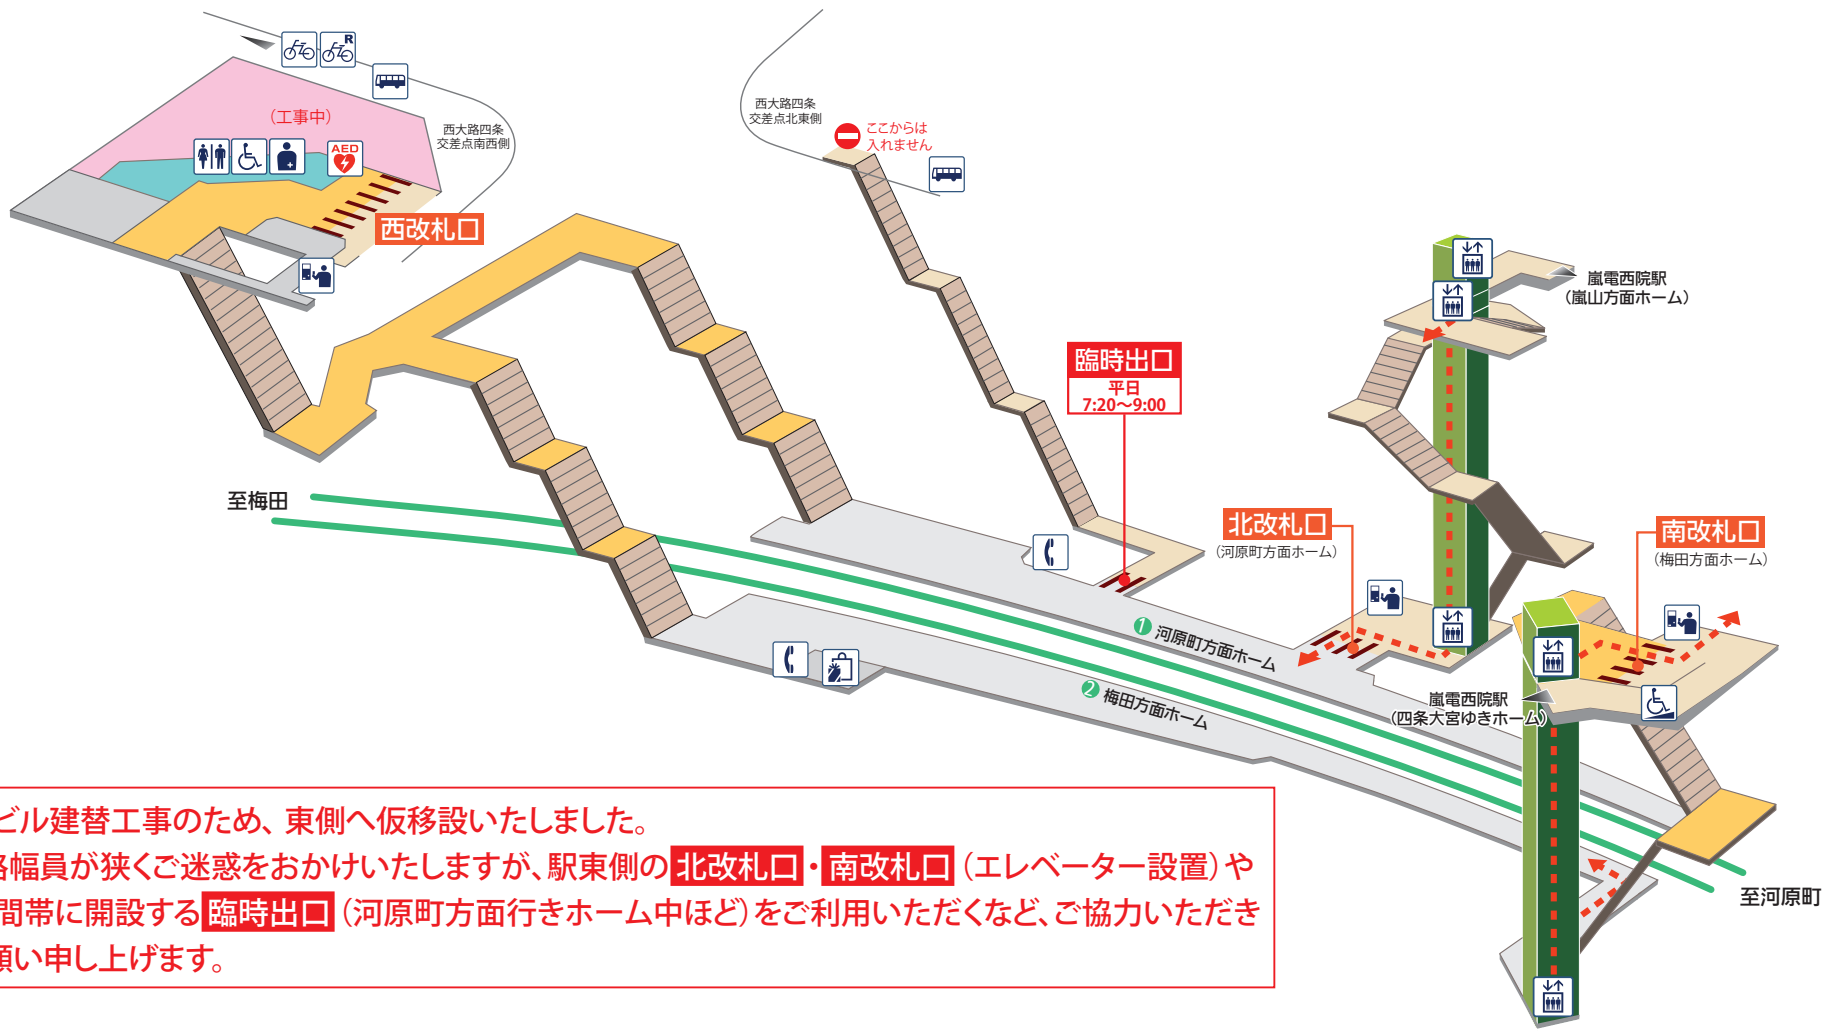 R
（工事中）
西大路四条
交差点南西側
AED
西改札口
西大路四条
交差点北東側
ここからは
入れません
嵐電西院駅
（嵐山方面ホーム）
臨時出口
平日
7:20～9:00
至梅田
北改札口
（河原町方面ホーム）
南改札口
（梅田方面ホーム）
1 河原町方面ホーム
2 梅田方面ホーム
嵐電西院駅
（四条大宮ゆきホーム）
至河原町
ビル建替工事のため、東側へ仮移設いたしました。
幅員が狭くご迷惑をおかけいたしますが、駅東側の 北改札口・南改札口（エレベーター設置）や
間帯に開設する 臨時出口（河原町方面行きホーム中ほど）をご利用いただくなど、ご協力いただき
願い申し上げます。